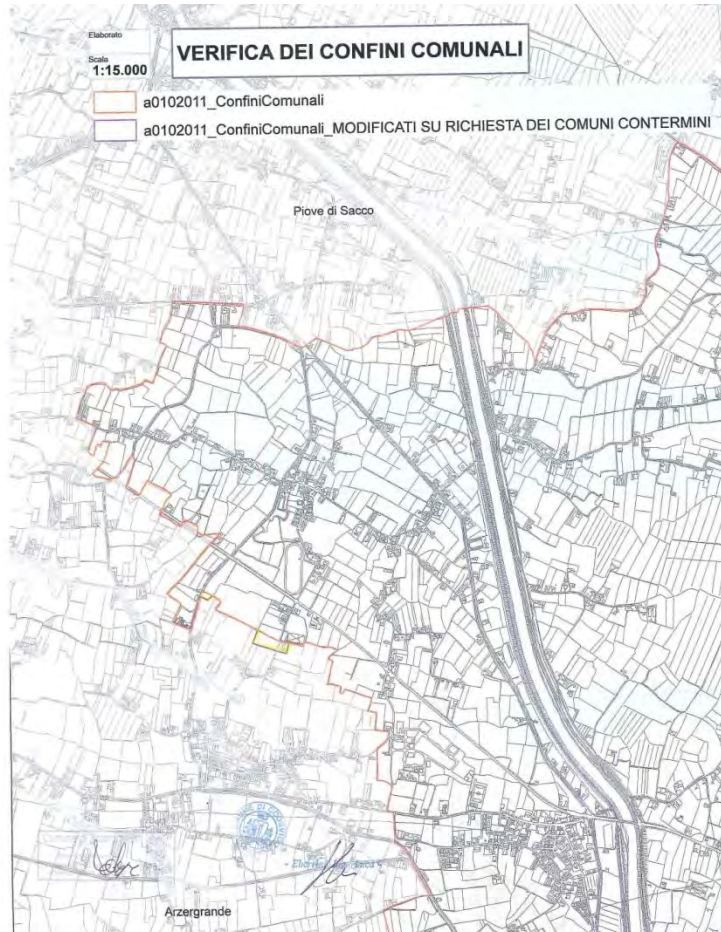 Elaborato
Scala
1:15.000
VERIFICA DEI CONFINI COMUNALI
a0102011_ConfiniComunali
a0102011_ConfiniComunali_MODIFICATI SU RICHIESTA DEI COMUNI CONTERMINI
Piove di Sacco
Arzergrande